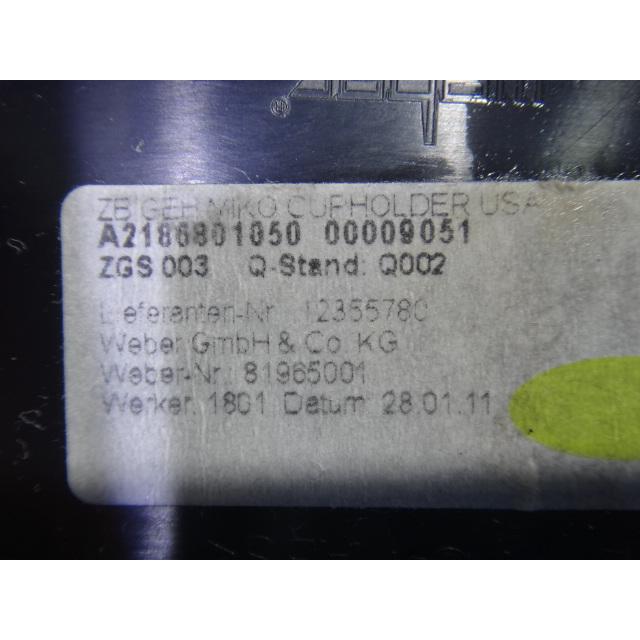 ZB GEH MIKO CUPHOLDER USA
A2186801050 00009051
ZGS 003 Q-Stand: Q002
Lieferanten-Nr. 12355780
Weber GmbH & Co. KG
Weber-Nr. 81965001
Werker. 1801 Datum 28.01.11